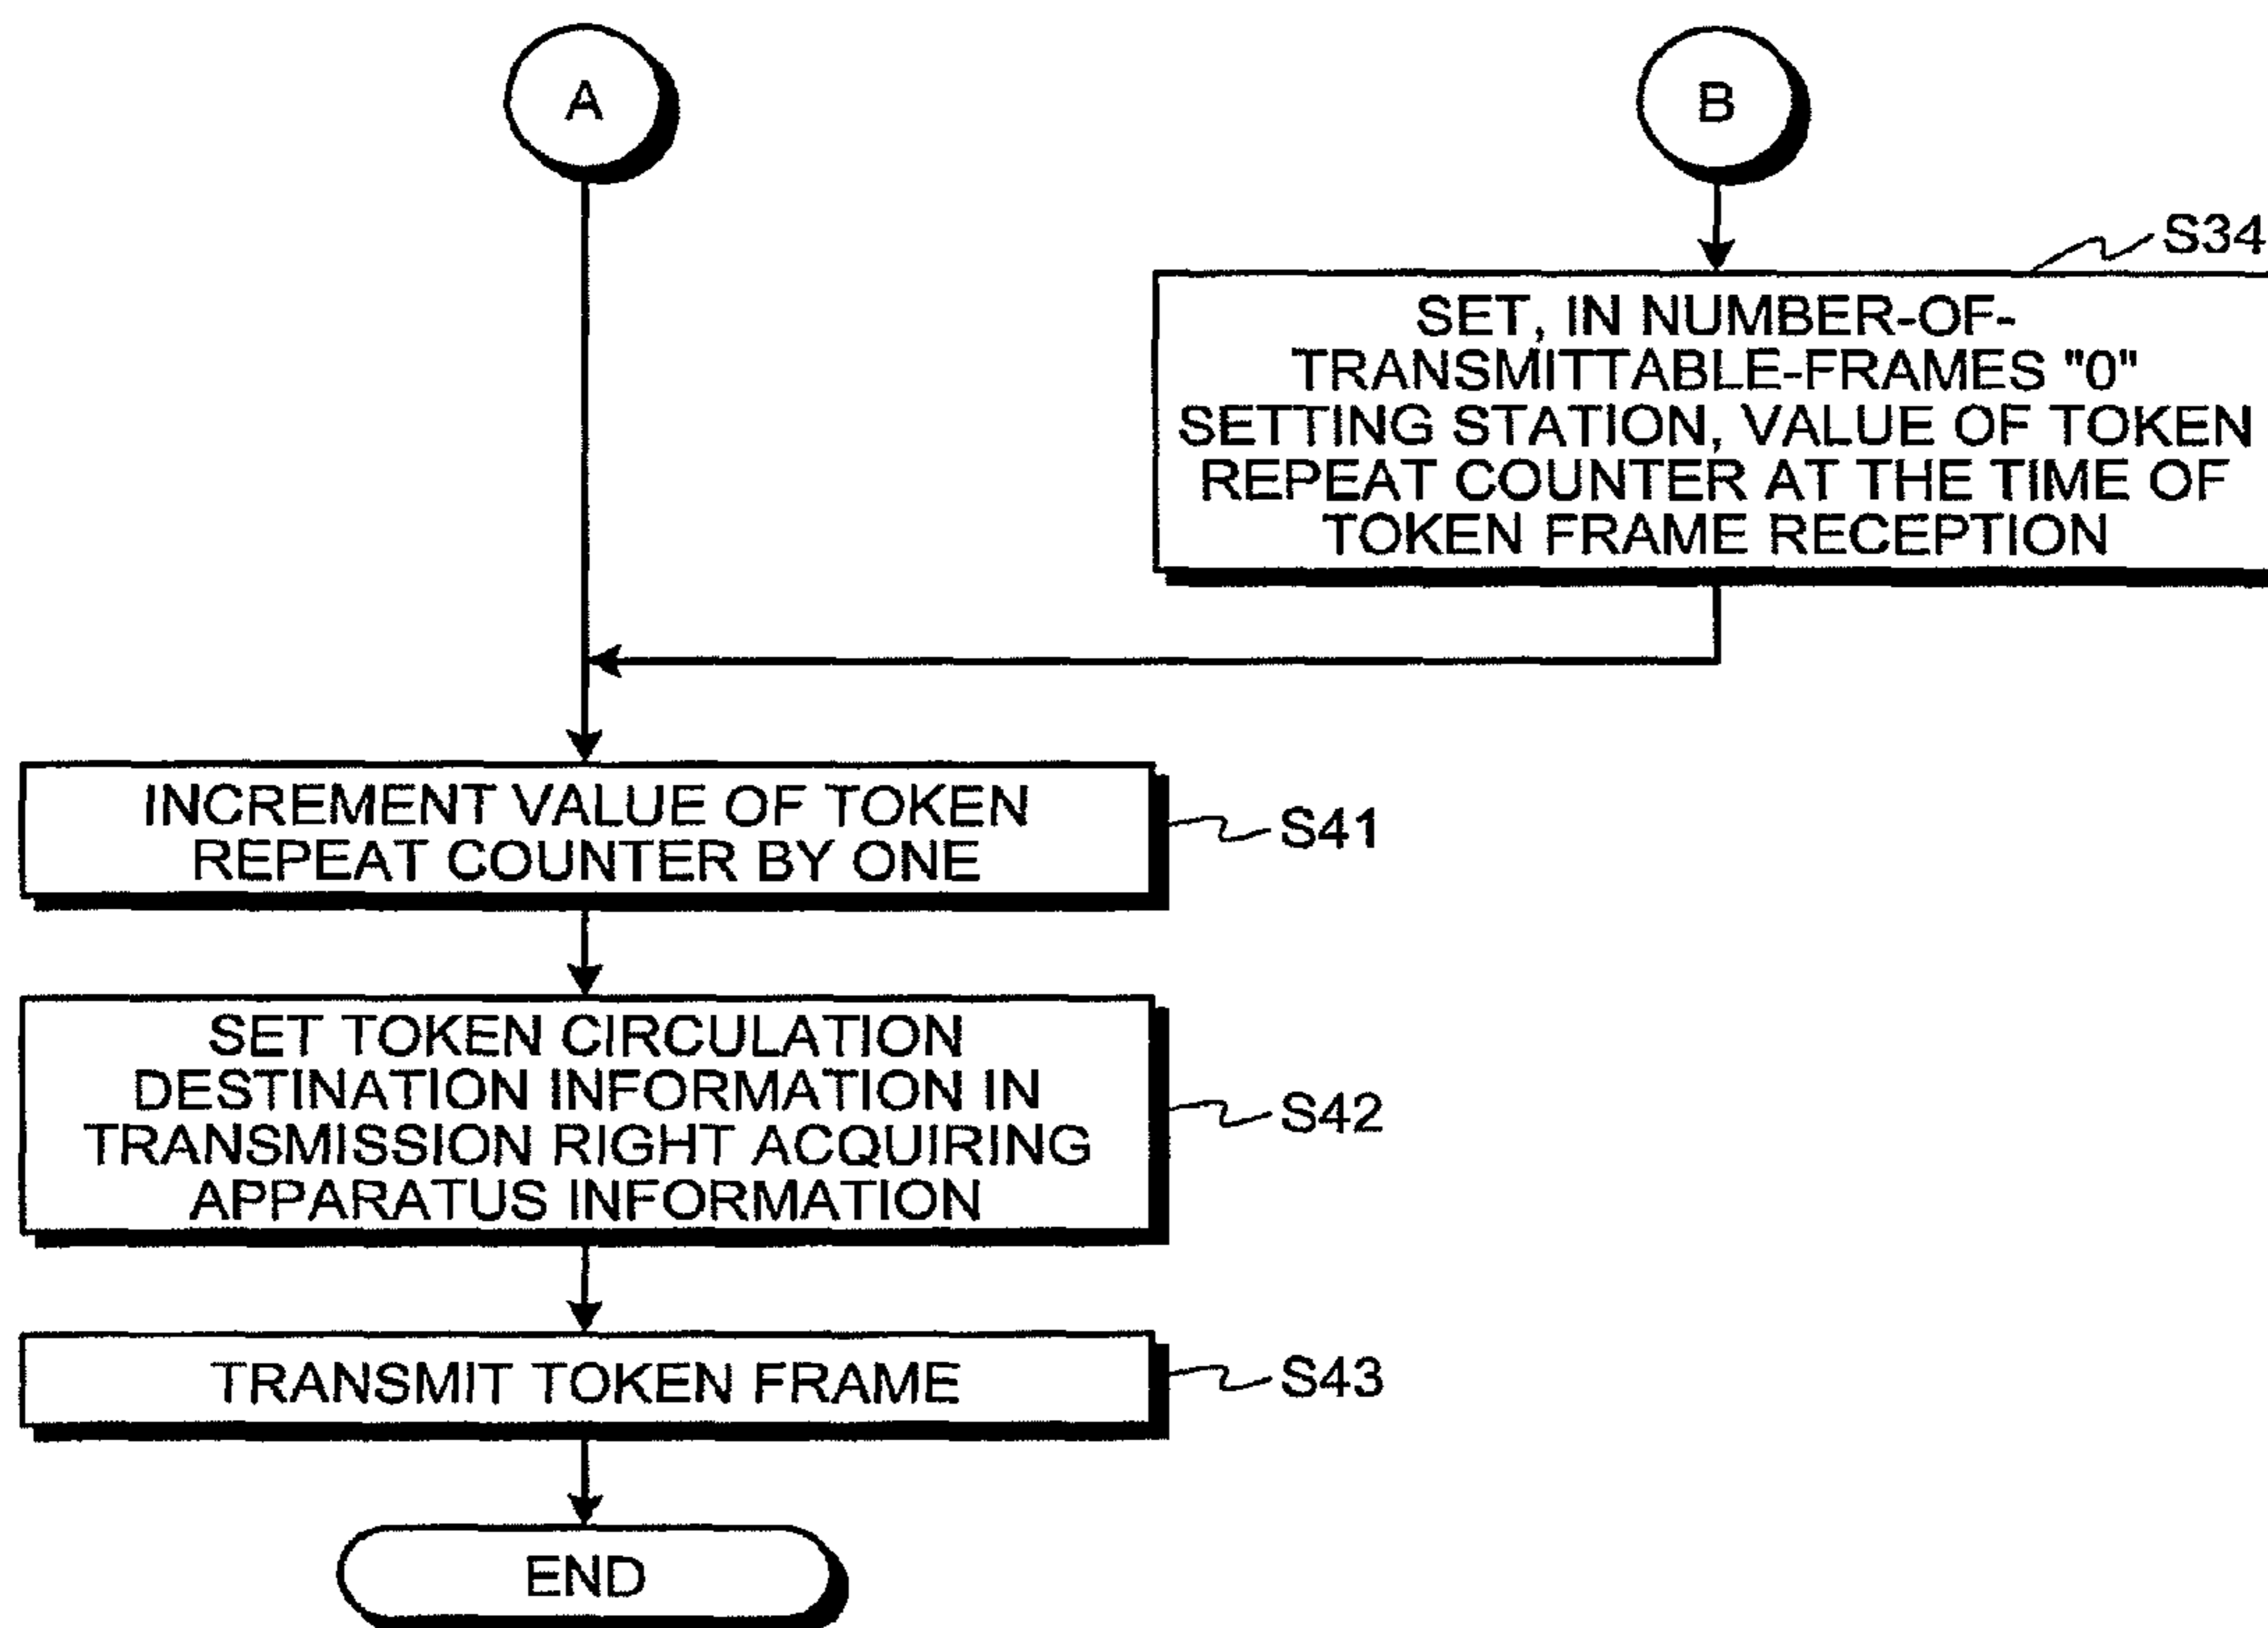 A
B
S34
SET, IN NUMBER-OF-
TRANSMITTABLE-FRAMES "0"
SETTING STATION, VALUE OF TOKEN
REPEAT COUNTER AT THE TIME OF
TOKEN FRAME RECEPTION
INCREMENT VALUE OF TOKEN
REPEAT COUNTER BY ONE
S41
SET TOKEN CIRCULATION
DESTINATION INFORMATION IN
TRANSMISSION RIGHT ACQUIRING
APPARATUS INFORMATION
S42
TRANSMIT TOKEN FRAME
S43
END